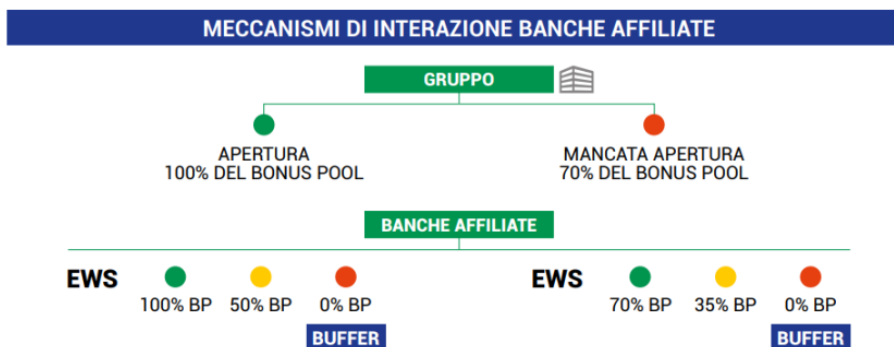 MECCANISMI DI INTERAZIONE BANCHE AFFILIATE
GRUPPO
APERTURA
100% DEL BONUS POOL
MANCATA APERTURA
70% DEL BONUS POOL
BANCHE AFFILIATE
EWS
100% BP 50% BP 0% BP
BUFFER
EWS
70% BP 35% BP 0% BP
BUFFER